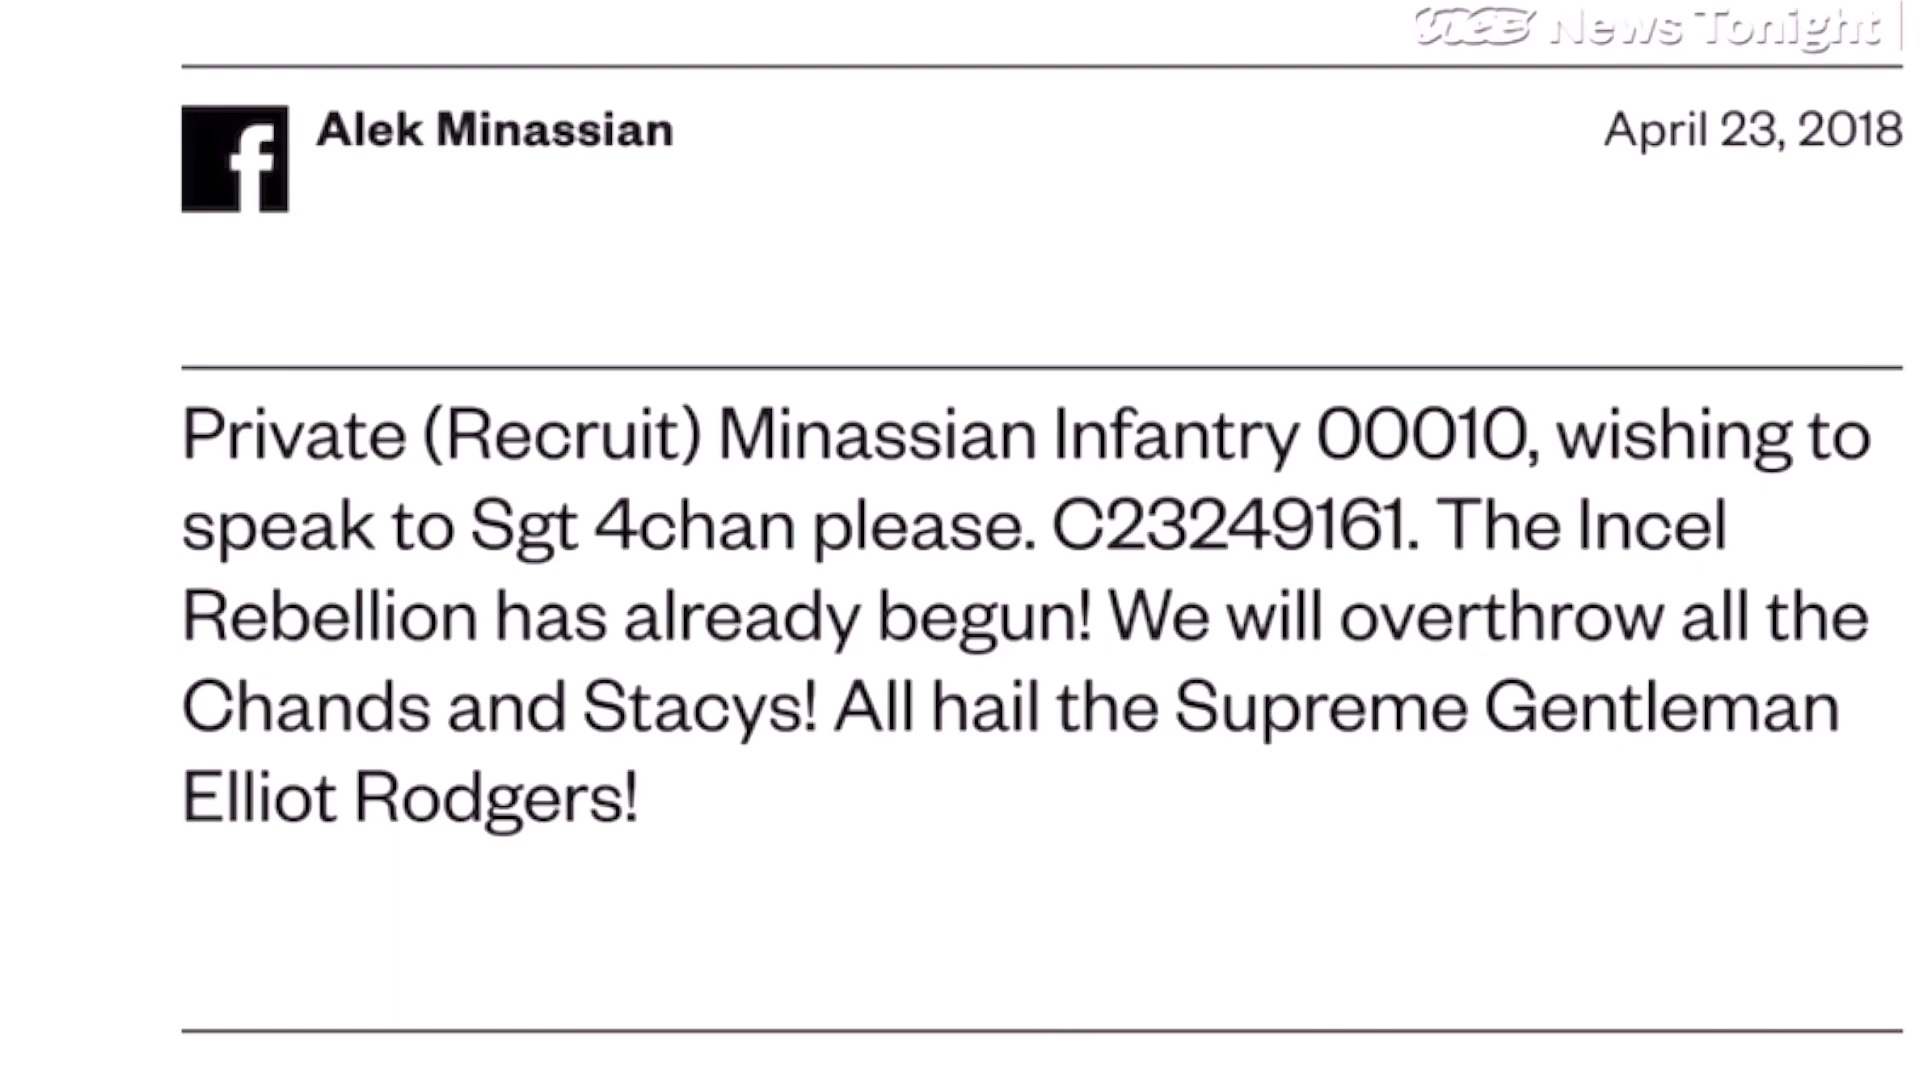 VICE News Tonight
Alek Minassian
April 23, 2018
Private (Recruit) Minassian Infantry 00010, wishing to
speak to Sgt 4chan please. C23249161. The Incel
Rebellion has already begun! We will overthrow all the
Chands and Stacys! All hail the Supreme Gentleman
Elliot Rodgers!